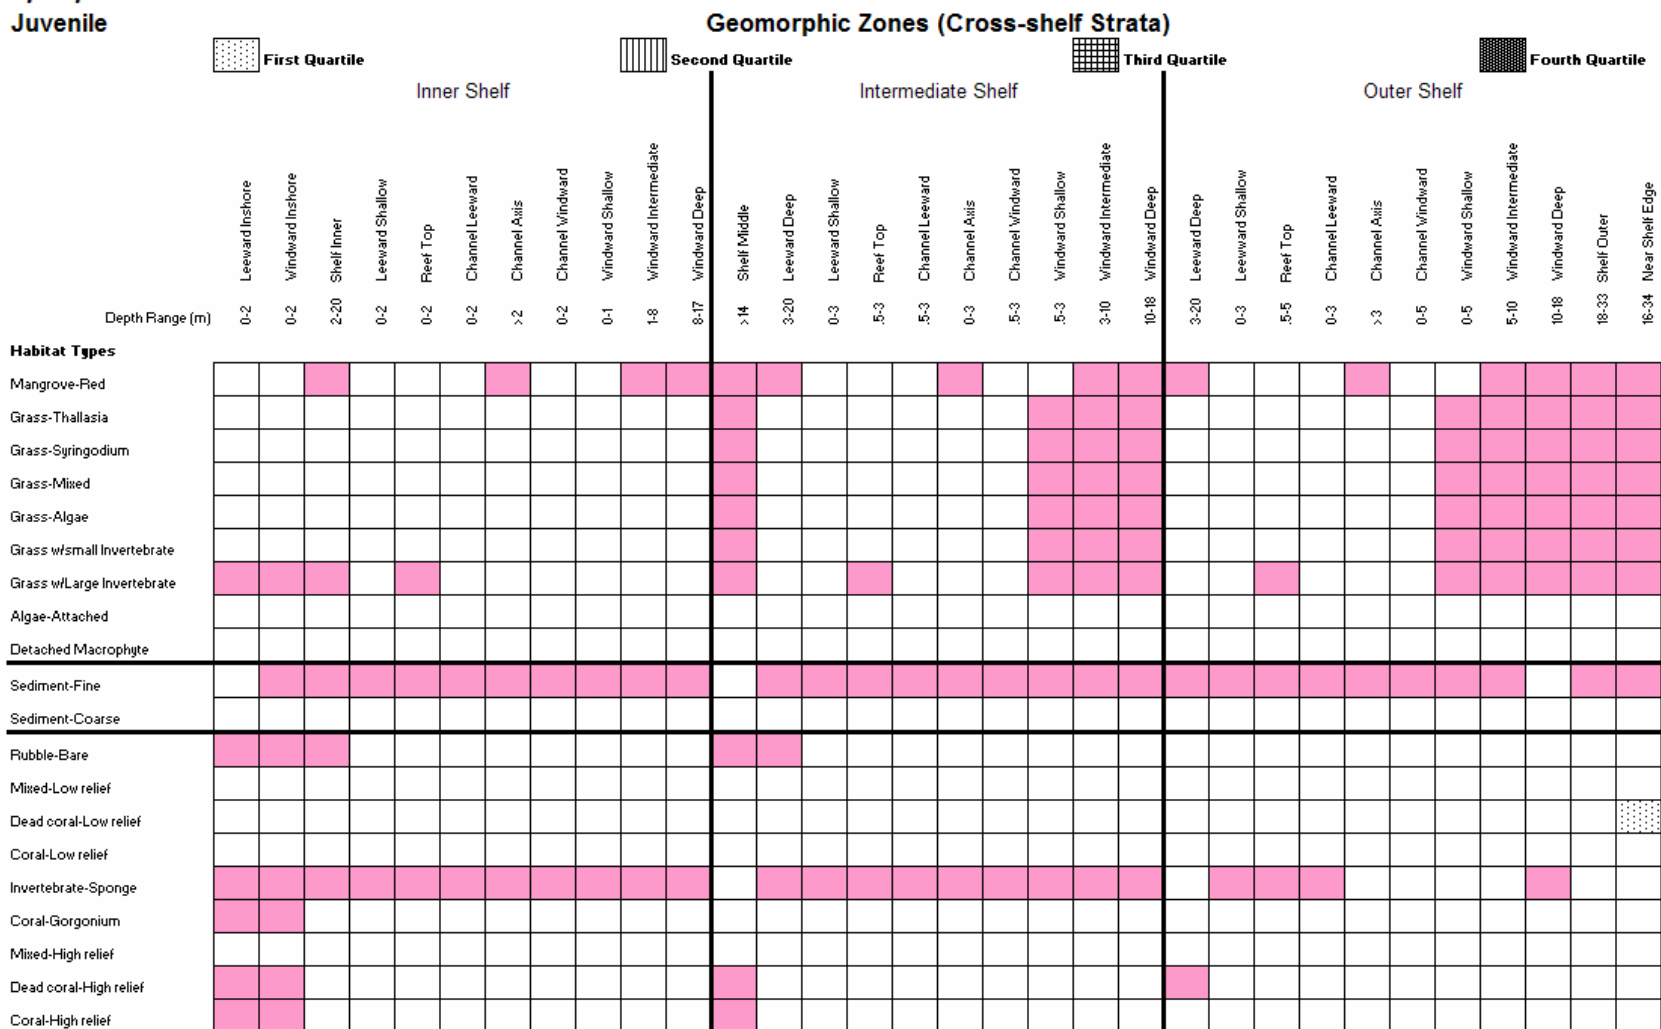 Juvenile
Geomorphic Zones (Cross-shelf Strata)
First Quartile
Second Quartile
Third Quartile
Fourth Quartile
Inner Shelf
Intermediate Shelf
Outer Shelf
Leeward Inshore
Windward Inshore
Shelf Inner
Leeward Shallow
Reef Top
Channel Leeward
Channel Axis
Channel Windward
Windward Shallow
Windward Intermediate
Windward Deep
Shelf Middle
Leeward Deep
Leeward Shallow
Reef Top
Channel Leeward
Channel Axis
Channel Windward
Windward Shallow
Windward Intermediate
Windward Deep
Leeward Deep
Leeward Shallow
Reef Top
Channel Leeward
Channel Axis
Channel Windward
Windward Shallow
Windward Intermediate
Windward Deep
Shelf Outer
Near Shelf Edge
Depth Range (m)
0-2
0-2
2-20
0-2
0-2
0-2
>2
0-2
0-1
1-8
8-17
>14
3-20
0-3
.5-3
.5-3
0-3
.5-3
.5-3
3-10
10-18
3-20
0-3
.5-5
0-3
>3
0-5
0-5
5-10
10-18
18-33
16-34
Habitat Types
Mangrove-Red
Grass-Thallasia
Grass-Syringodium
Grass-Mixed
Grass-Algae
Grass w/small Invertebrate
Grass w/Large Invertebrate
Algae-Attached
Detached Macrophyte
Sediment-Fine
Sediment-Coarse
Rubble-Bare
Mixed-Low relief
Dead coral-Low relief
Coral-Low relief
Invertebrate-Sponge
Coral-Gorgonium
Mixed-High relief
Dead coral-High relief
Coral-High relief